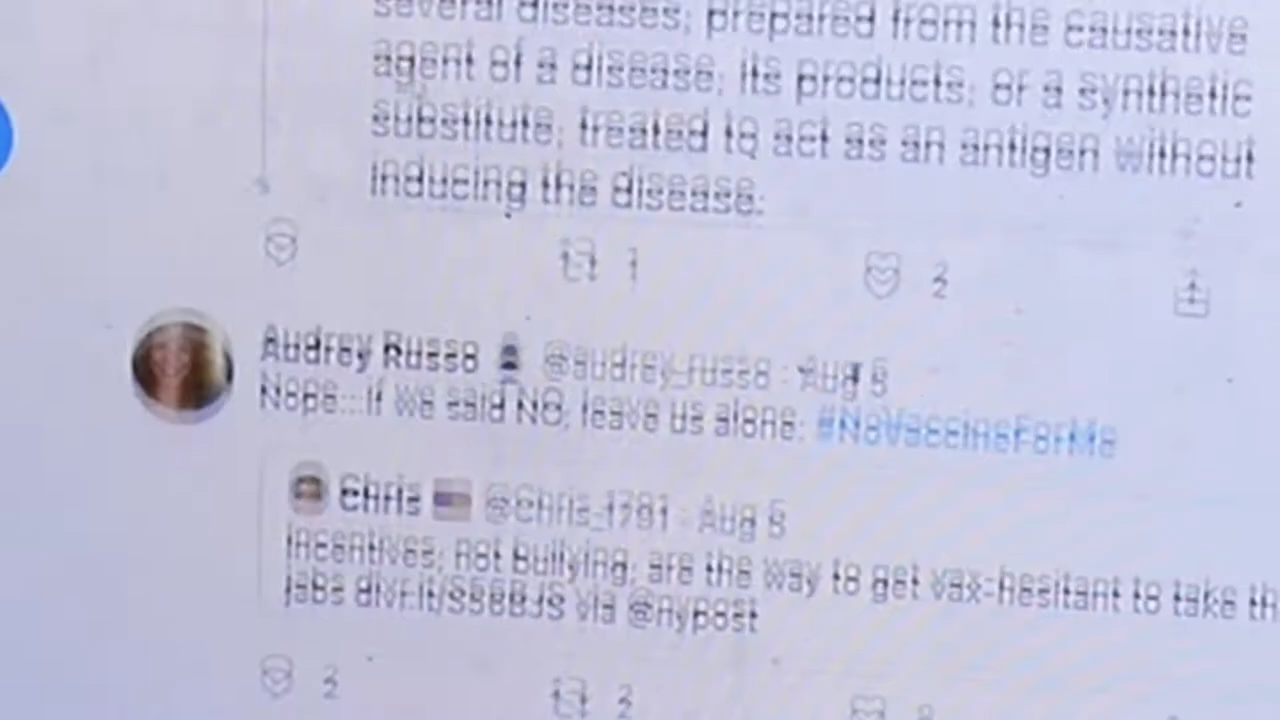 several diseases, prepared from the causative
agent of a disease, its products, or a synthetic
substitute, treated to act as an antigen without
inducing the disease.
1 2
Audrey Russo @audrey_russo · Aug 5
Nope...If we said NO, leave us alone. #NoVaccineForMe
Chris @Chris_1791 · Aug 5
Incentives, not bullying, are the way to get vax-hesitant to take
jabs via @nypost
2 2